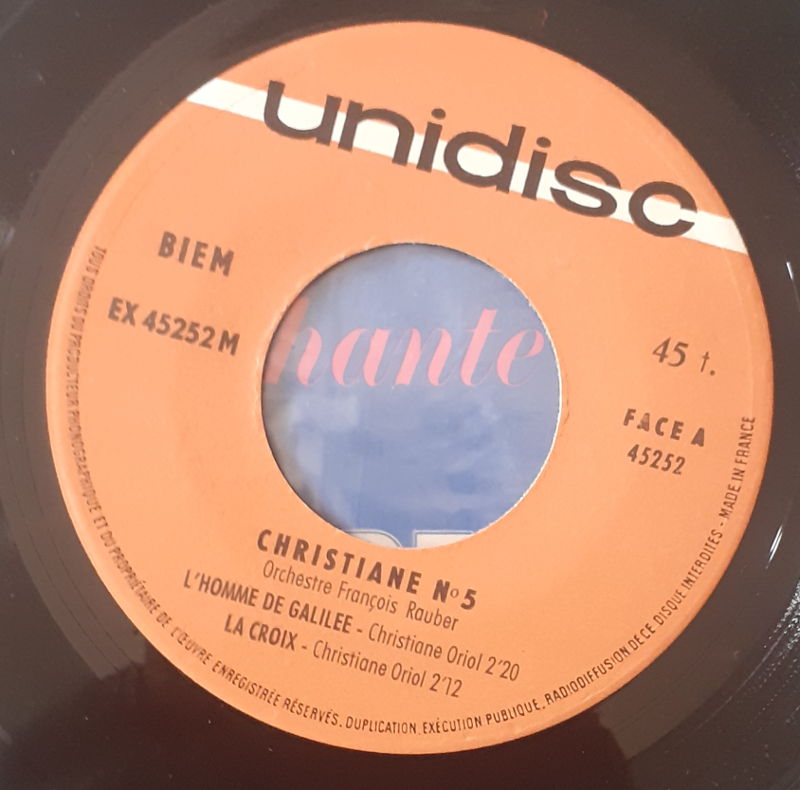 unidisc
BIEM
EX 45252 M
45 t.
FACE A
45252
hante
CHRISTIANE No 5
Orchestre François Rauber
L'HOMME DE GALILEE - Christiane Oriol 2'20
LA CROIX - Christiane Oriol 2'12
TOUS DROITS DU PRODUCTEUR PHONOGRAPHIQUE ET DU PROPRIÉTAIRE DE L'ŒUVRE ENREGISTRÉE RÉSERVÉS. DUPLICATION, EXÉCUTION PUBLIQUE, RADIODIFFUSION DE CE DISQUE INTERDITES - MADE IN FRANCE